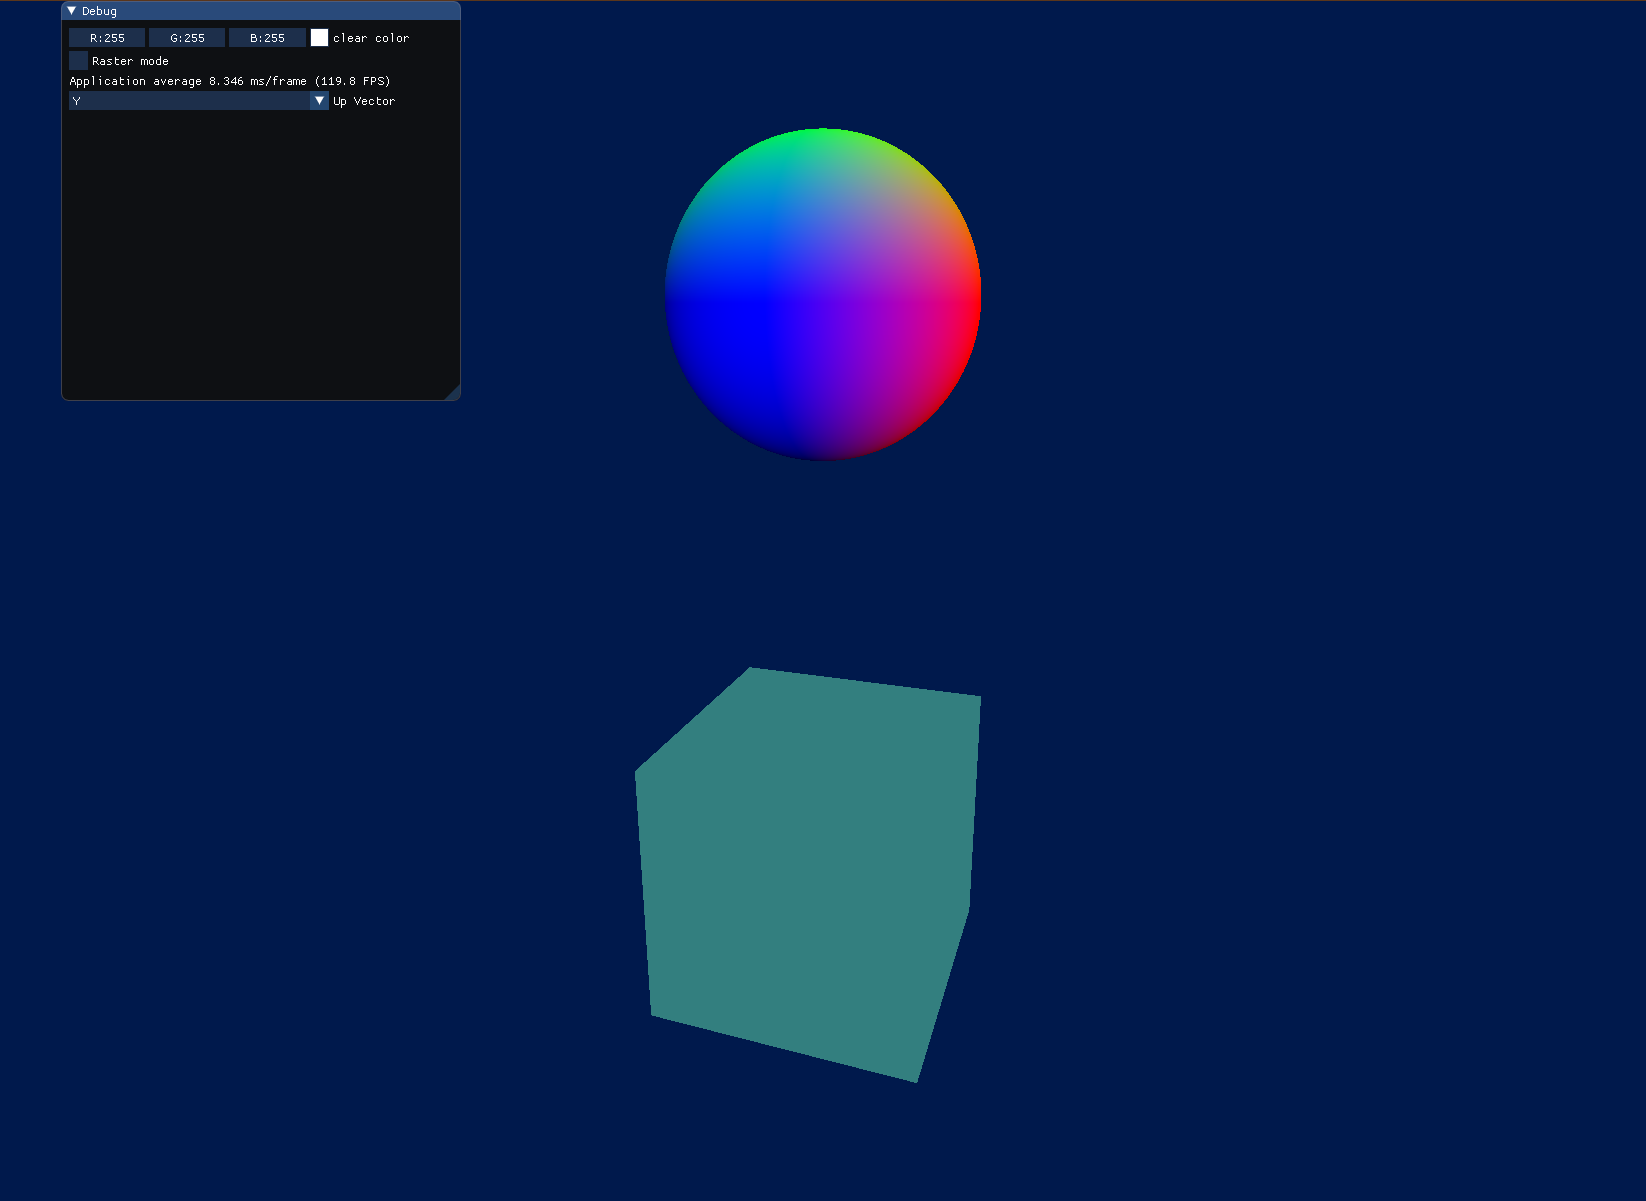 Debug
R:255 G:255 B:255 clear color
Raster mode
Application average 8.346 ms/frame (119.8 FPS)
Y Up Vector